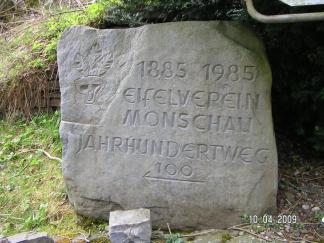 1885 1985
EIFELVEREIN
MONSCHAU
JAHRHUNDERTWEG
100
10.04.2009